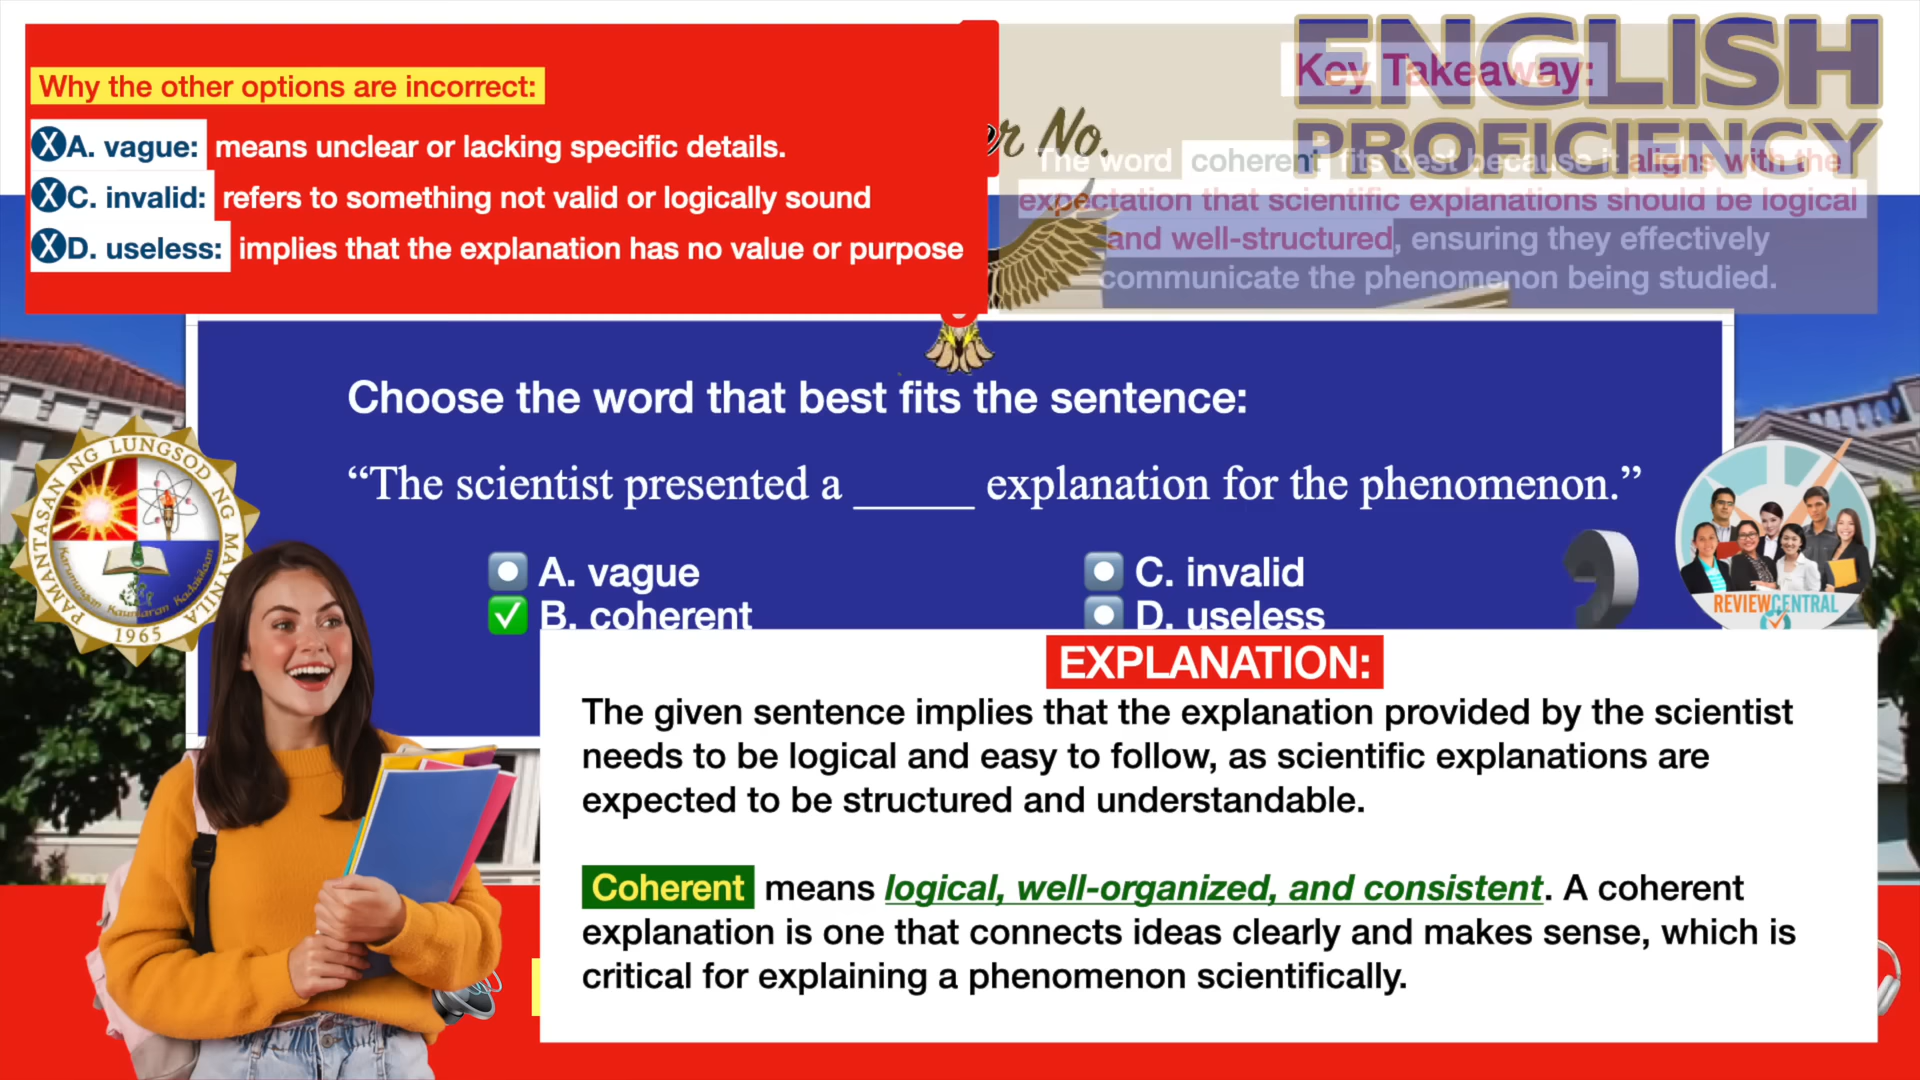 Why the other options are incorrect:
A. vague: means unclear or lacking specific details.
C. invalid: refers to something not valid or logically sound
D. useless: implies that the explanation has no value or purpose
ENGLISH
PROFICIENCY
Key Takeaway:
No.
The word coherent fits best because it aligns with the
expectation that scientific explanations should be logical
and well-structured, ensuring they effectively
communicate the phenomenon being studied.
Choose the word that best fits the sentence:
“The scientist presented a ______ explanation for the phenomenon.”
A. vague
C. invalid
B. coherent
D. useless
PAMANTASAN NG LUNGSOD NG MAYNILA
Karunungan Kaunlaran Kadakilaan
1965
REVIEWCENTRAL
EXPLANATION:
The given sentence implies that the explanation provided by the scientist
needs to be logical and easy to follow, as scientific explanations are
expected to be structured and understandable.
Coherent means logical, well-organized, and consistent. A coherent
explanation is one that connects ideas clearly and makes sense, which is
critical for explaining a phenomenon scientifically.